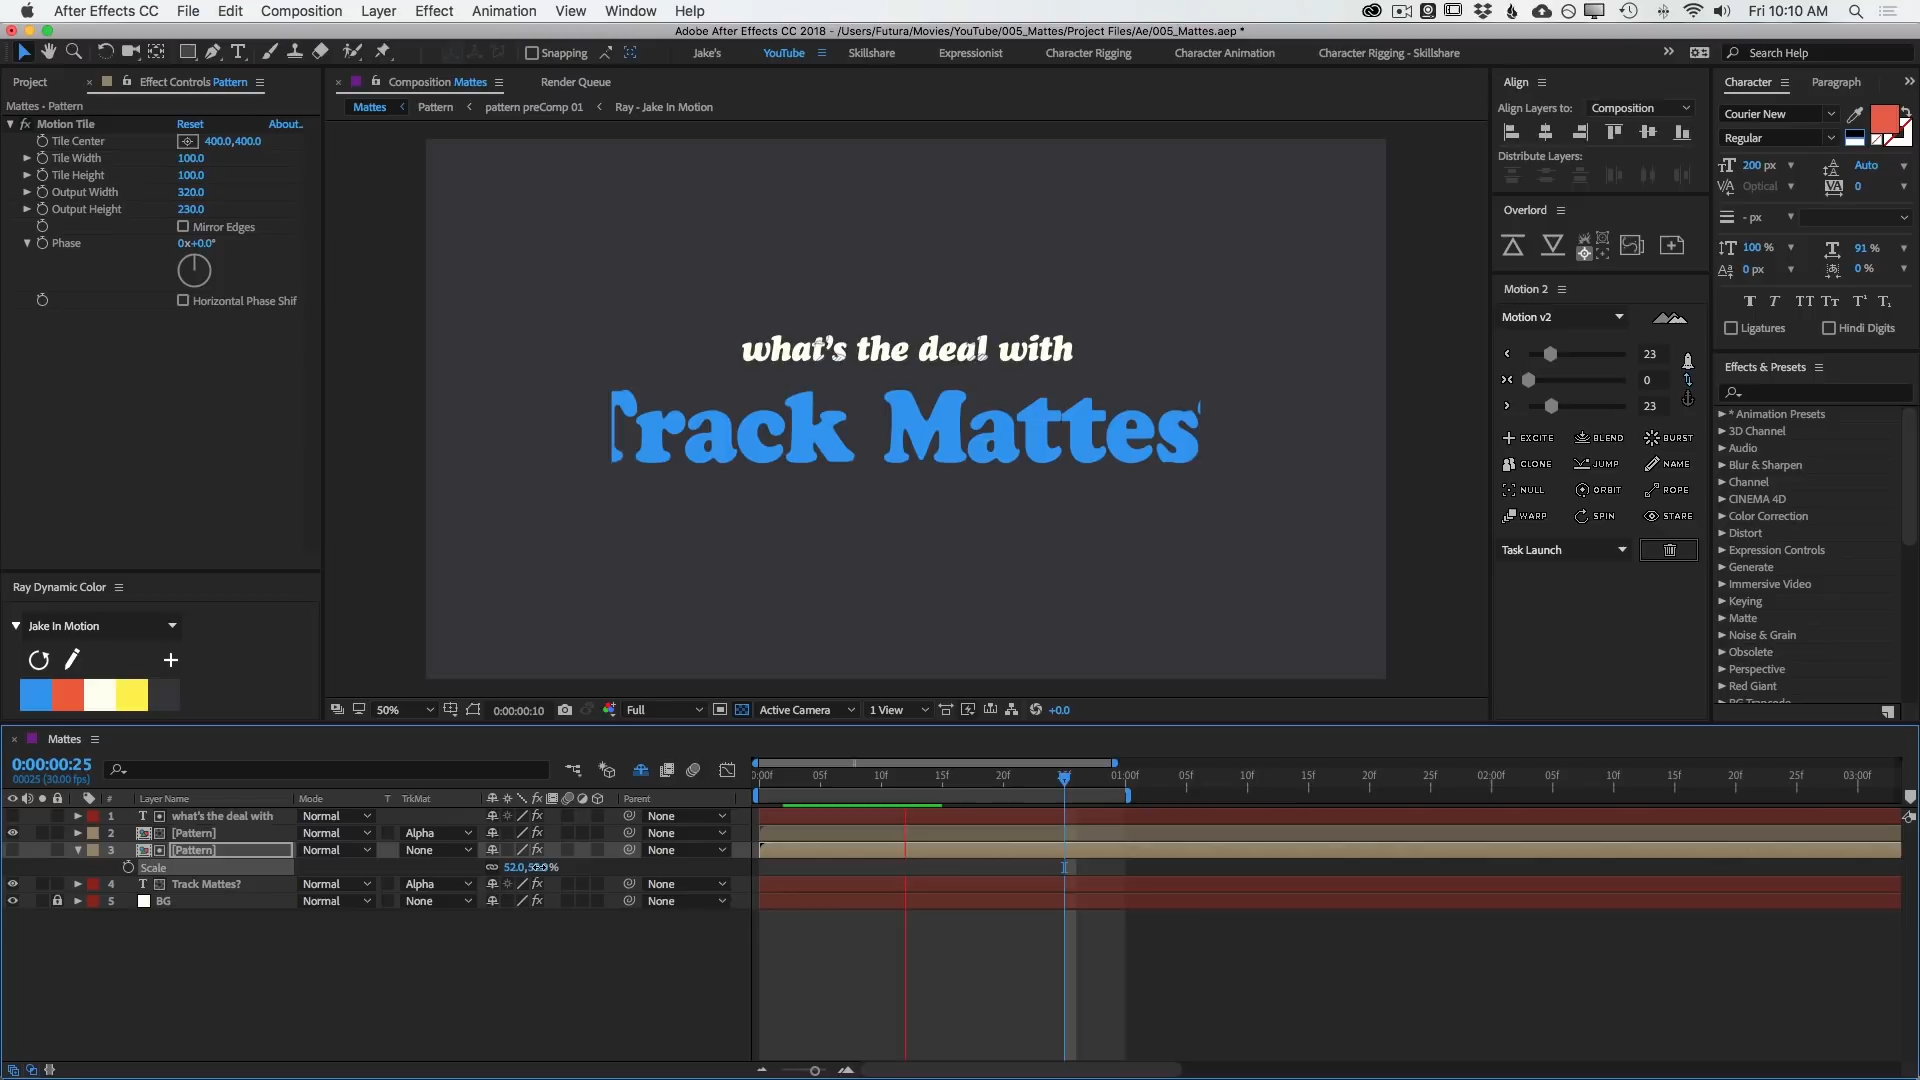 After Effects CC File Edit Composition Layer Effect Animation View Window Help Fri 10:10 AM
Adobe After Effects CC 2018 - /Users/Futura/Movies/YouTube/005_Mattes/Project Files/Ae/005_Mattes.aep *
Snapping Jake's YouTube Skillshare Expressionist Character Rigging Character Animation Character Rigging - Skillshare Search Help
Project Effect Controls Pattern Composition Mattes Render Queue Align Character Paragraph
Mattes - Pattern Mattes Pattern pattern preComp 01 Ray - Jake In Motion Align Layers to: Composition Courier New
fx Motion Tile Reset About..
Tile Center 400.0,400.0 Regular
Tile Width 100.0 Distribute Layers:
Tile Height 100.0 200 px Auto
Output Width 320.0 Optical 0
Output Height 230.0 Overlord - px
Mirror Edges
Phase 0x+0.0° 100 % 91 %
0 px 0 %
Horizontal Phase Shif
Motion 2
Motion v2 Ligatures Hindi Digits
what's the deal with
Track Mattes?
23
0
23
EXCITE BLEND BURST
CLONE JUMP NAME
NULL ORBIT ROPE
WARP SPIN STARE
Task Launch
Effects & Presets
* Animation Presets
3D Channel
Audio
Blur & Sharpen
Channel
CINEMA 4D
Color Correction
Distort
Expression Controls
Generate
Immersive Video
Keying
Matte
Noise & Grain
Obsolete
Perspective
Red Giant
Ray Dynamic Color
Jake In Motion
50% 0:00:00:10 Full Active Camera 1 View +0.0
Mattes
0:00:00:25
00025 (30.00 fps)
0:00f 05f 10f 15f 20f 01:00f 05f 10f 15f 20f 25f 02:00f 05f 10f 15f 20f 25f 03:00f
# Layer Name Mode T TrkMat Parent
1 T what's the deal with Normal None
2 [Pattern] Normal Alpha None
3 [Pattern] Normal None None
Scale 52.0, %
4 T Track Mattes? Normal Alpha None
5 BG Normal None None